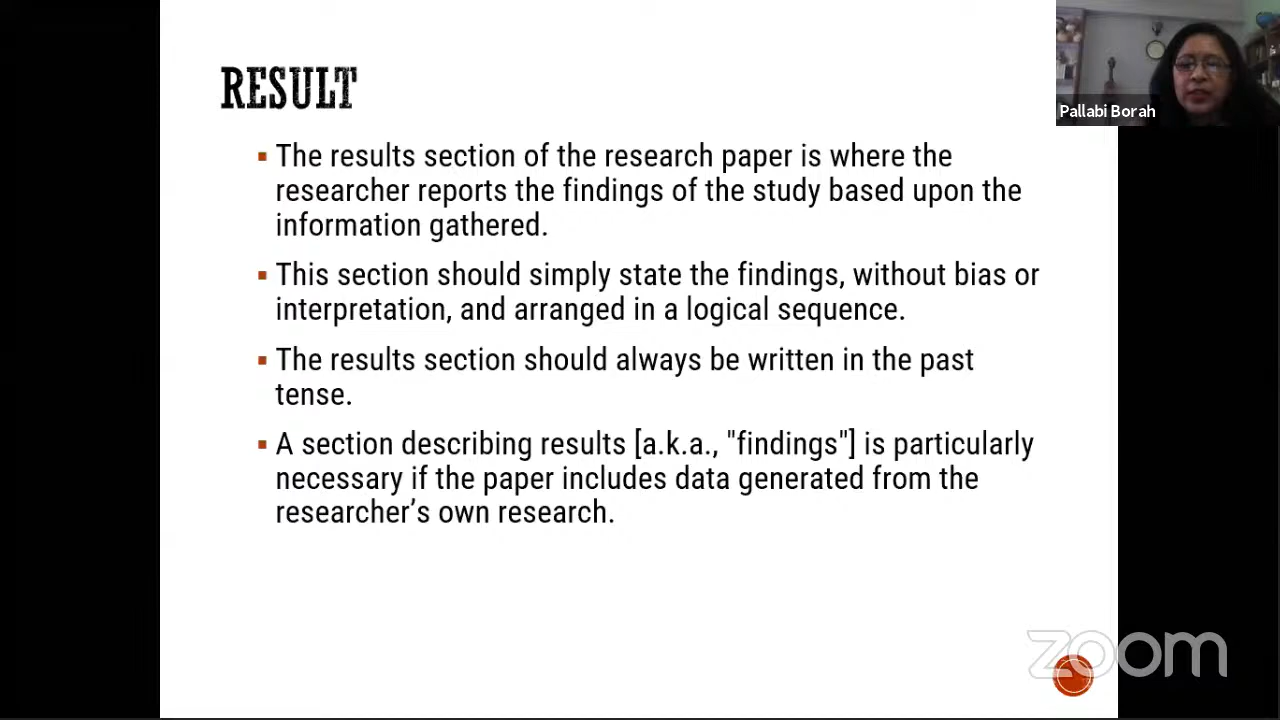 RESULT
Pallabi Borah
▪ The results section of the research paper is where the
researcher reports the findings of the study based upon the
information gathered.
▪ This section should simply state the findings, without bias or
interpretation, and arranged in a logical sequence.
▪ The results section should always be written in the past
tense.
▪ A section describing results [a.k.a., "findings"] is particularly
necessary if the paper includes data generated from the
researcher’s own research.
zoom